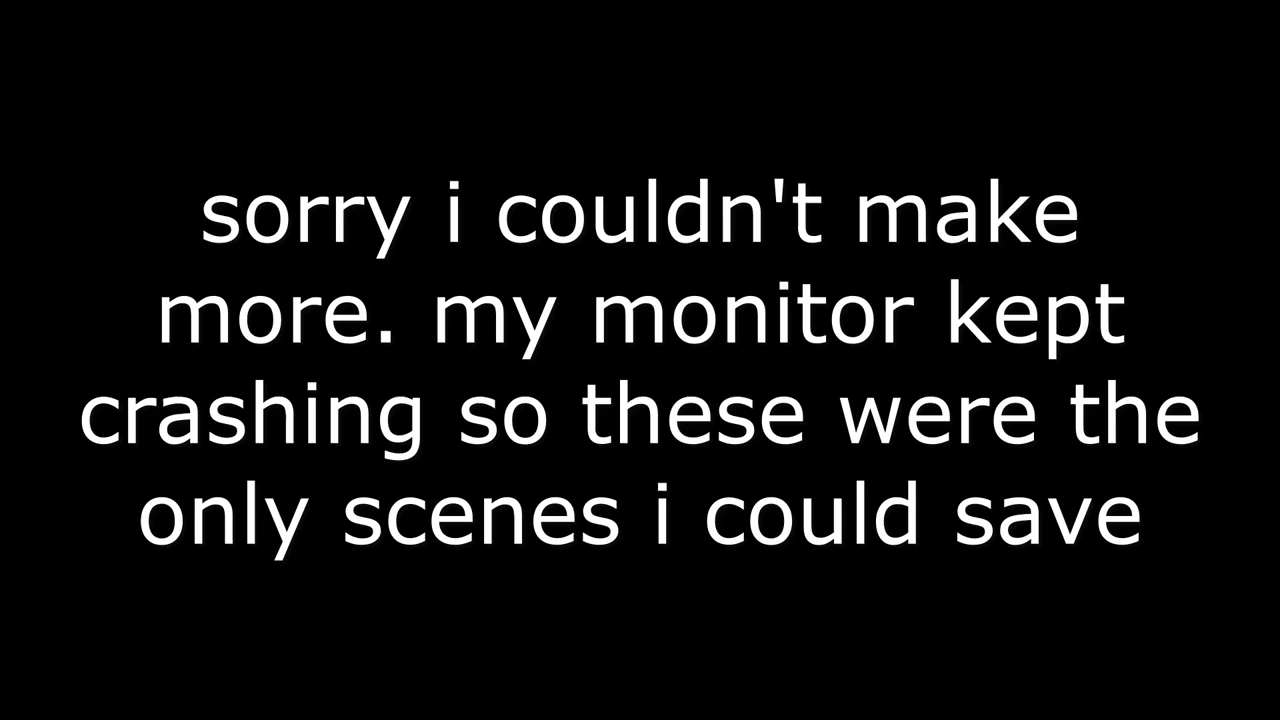 sorry i couldn't make
more. my monitor kept
crashing so these were the
only scenes i could save